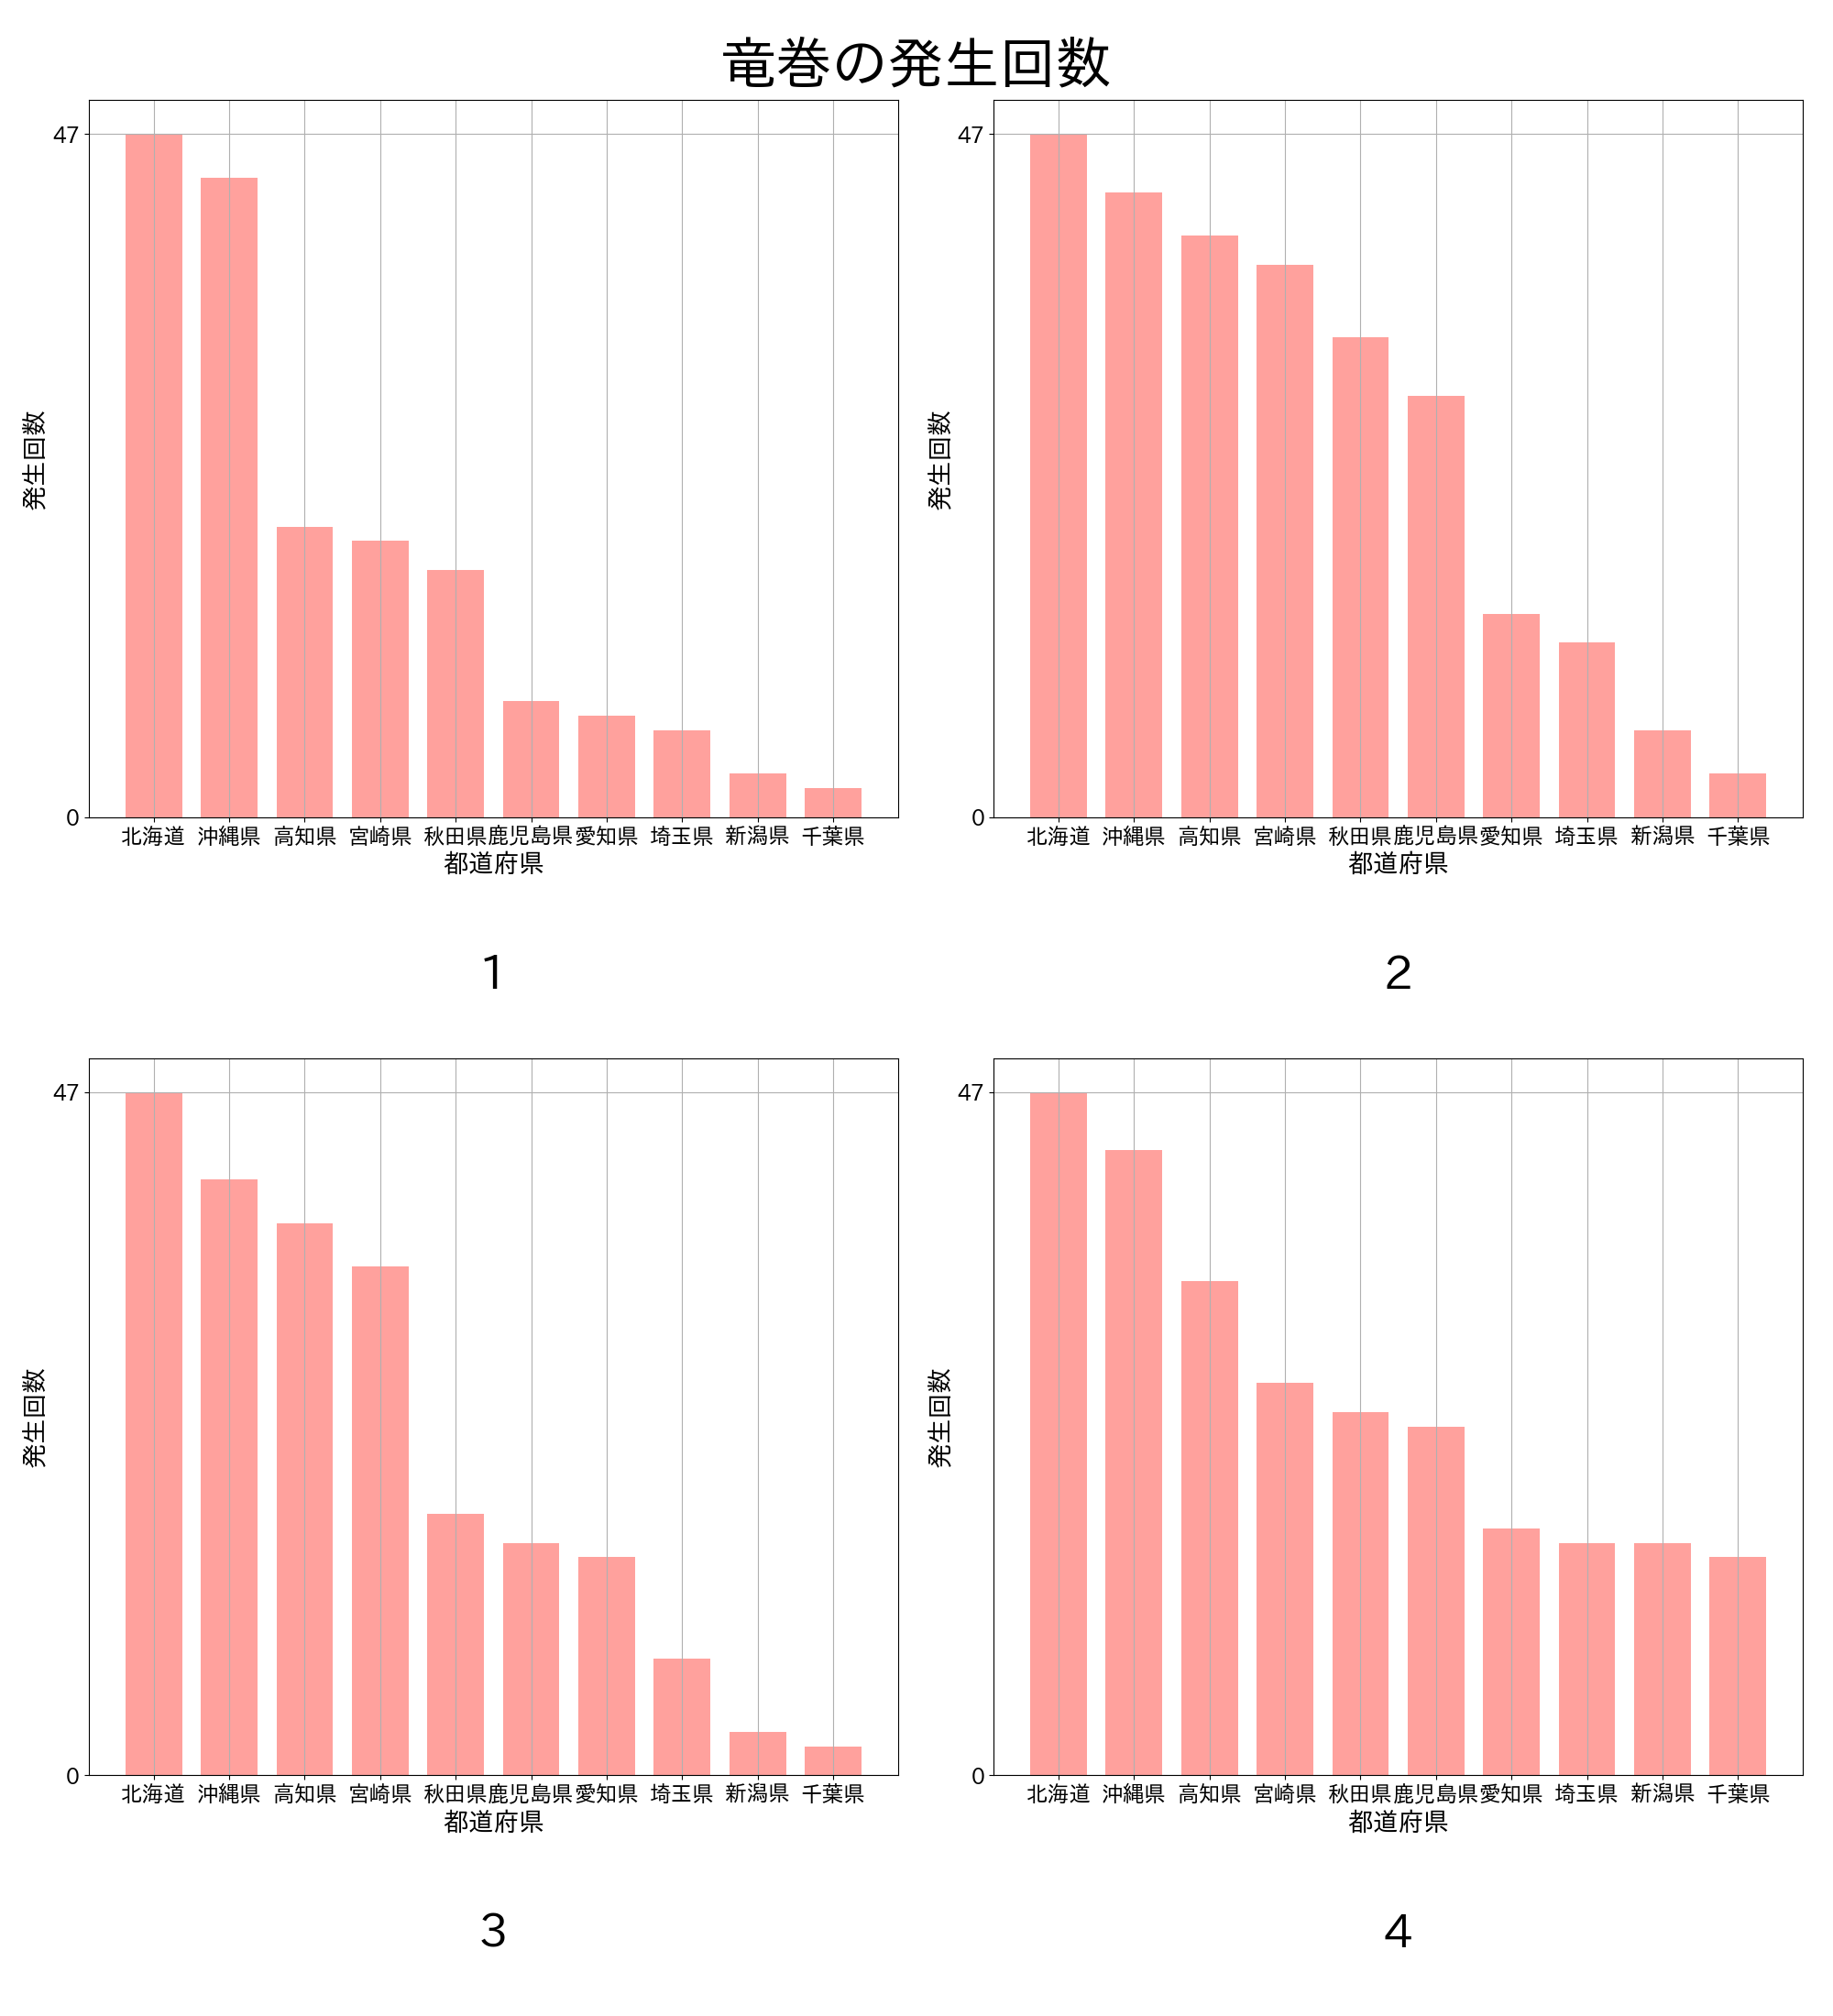 竜巻の発生回数
47
0
発生回数
北海道 沖縄県 高知県 宮崎県 秋田県 鹿児島県 愛知県 埼玉県 新潟県 千葉県
都道府県
1
47
0
発生回数
北海道 沖縄県 高知県 宮崎県 秋田県 鹿児島県 愛知県 埼玉県 新潟県 千葉県
都道府県
2
47
0
発生回数
北海道 沖縄県 高知県 宮崎県 秋田県 鹿児島県 愛知県 埼玉県 新潟県 千葉県
都道府県
3
47
0
発生回数
北海道 沖縄県 高知県 宮崎県 秋田県 鹿児島県 愛知県 埼玉県 新潟県 千葉県
都道府県
4